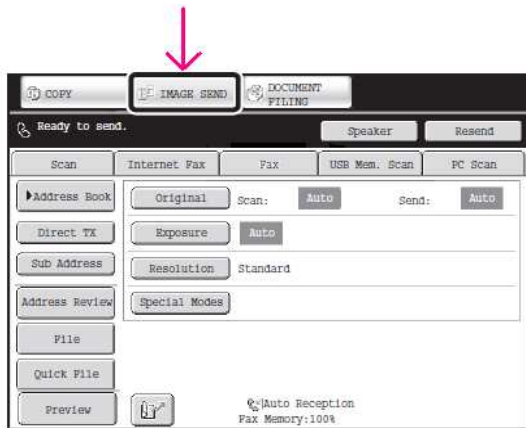 COPY
IMAGE SEND
DOCUMENT
FILING
Ready to send.
Speaker
Resend
Scan
Internet Fax
Fax
USB Mem. Scan
PC Scan
Address Book
Original
Scan:
Auto
Send:
Auto
Direct TX
Exposure
Auto
Sub Address
Resolution
Standard
Address Review
Special Modes
File
Quick File
Preview
Auto Reception
Fax Memory:100%